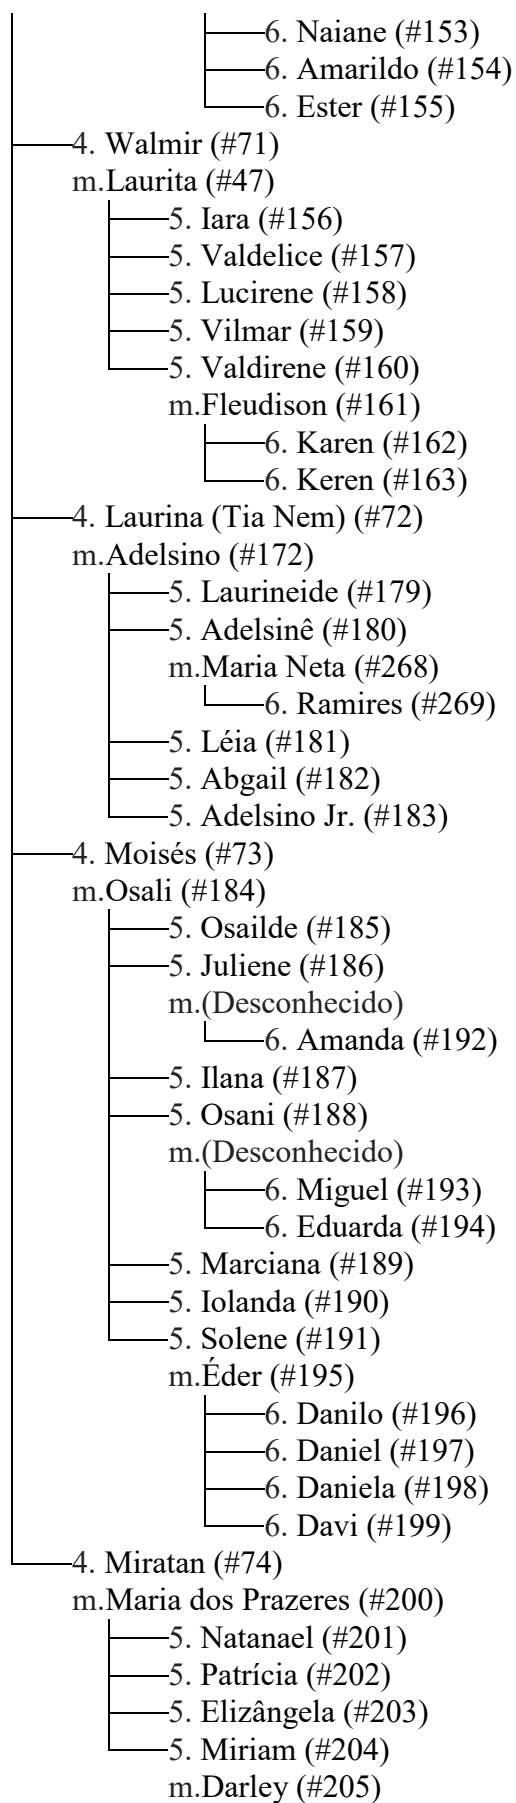 6. Naiane (#153)
6. Amarildo (#154)
6. Ester (#155)
4. Walmir (#71)
m.Laurita (#47)
5. Iara (#156)
5. Valdelice (#157)
5. Lucirene (#158)
5. Vilmar (#159)
5. Valdirene (#160)
m.Fleudison (#161)
6. Karen (#162)
6. Keren (#163)
4. Laurina (Tia Nem) (#72)
m.Adelsino (#172)
5. Laurineide (#179)
5. Adelsinê (#180)
m.Maria Neta (#268)
6. Ramires (#269)
5. Léia (#181)
5. Abgail (#182)
5. Adelsino Jr. (#183)
4. Moisés (#73)
m.Osali (#184)
5. Osailde (#185)
5. Juliene (#186)
m.(Desconhecido)
6. Amanda (#192)
5. Ilana (#187)
5. Osani (#188)
m.(Desconhecido)
6. Miguel (#193)
6. Eduarda (#194)
5. Marciana (#189)
5. Iolanda (#190)
5. Solene (#191)
m.Éder (#195)
6. Danilo (#196)
6. Daniel (#197)
6. Daniela (#198)
6. Davi (#199)
4. Miratan (#74)
m.Maria dos Prazeres (#200)
5. Natanael (#201)
5. Patrícia (#202)
5. Elizângela (#203)
5. Miriam (#204)
m.Darley (#205)